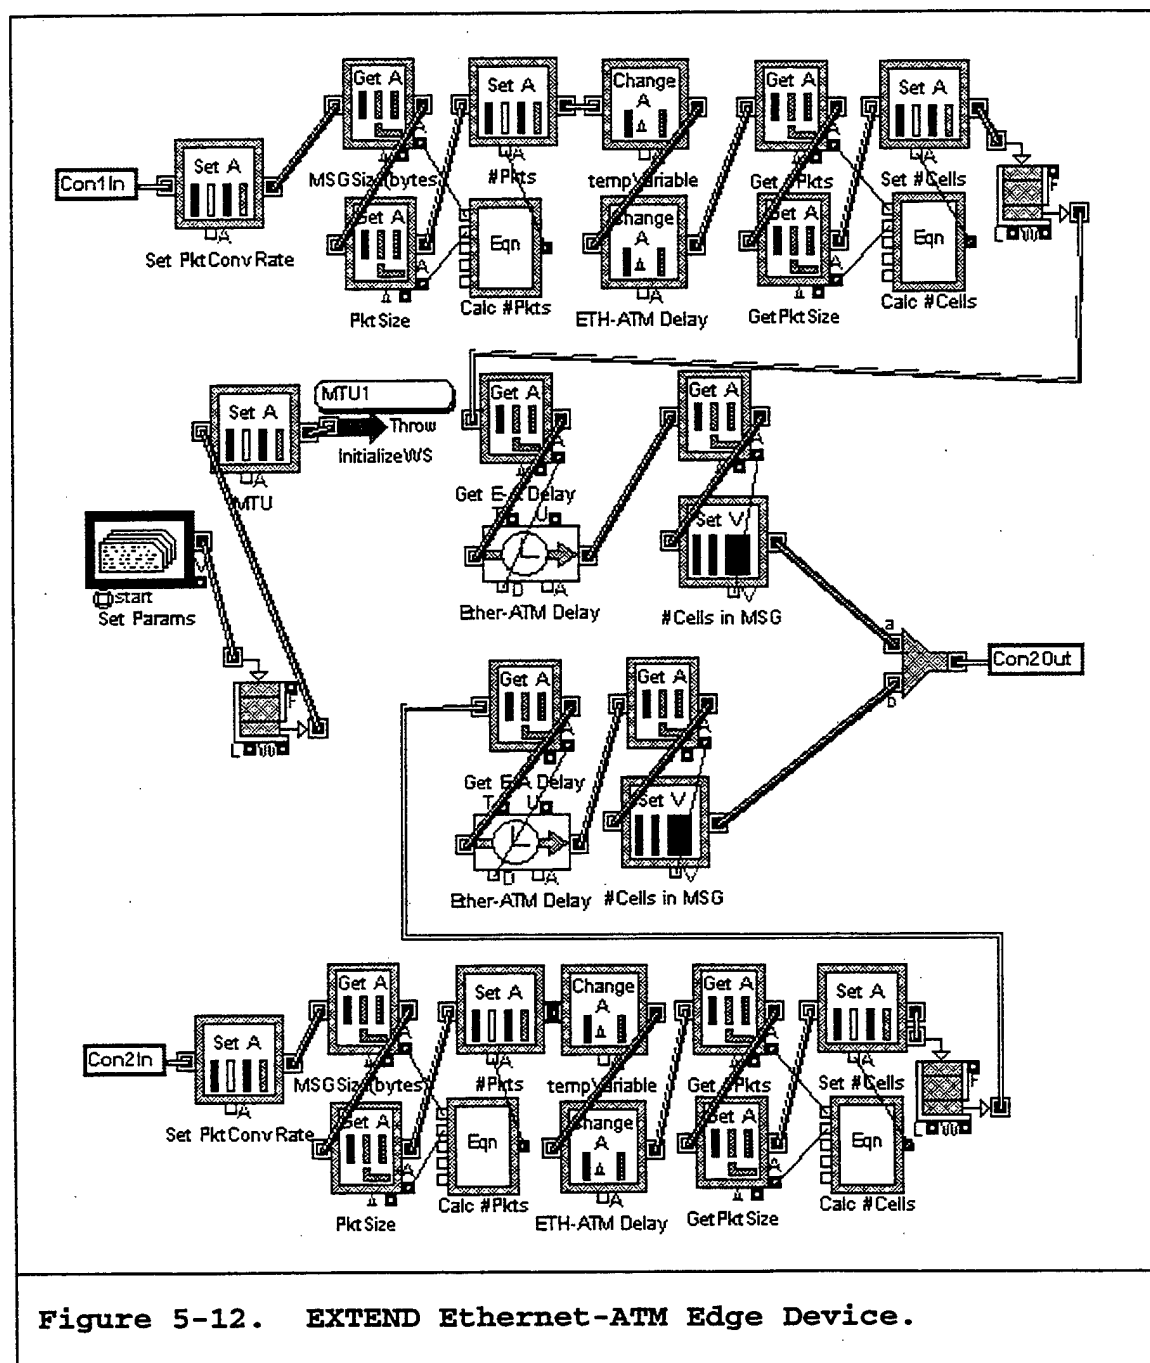 Get A
Set A
Change
A
Get A
Set A
Con1In
Set A
A
A
A
A
A
A
F
MSGSize(bytes
#Pkts
tempVariable
Get #Pkts
Set #Cells
Get A
Eqn
Change
A
Get A
Eqn
L W
A
Set PktConvRate
A
A
A
Calc #Pkts
Calc #Cells
PktSize
ETH-ATM Delay
GetPktSize
MTU1
Get A
Get A
Set A
Throw
InitializeWS
A
A
A
MTU
Get E-A Delay
T U
Set V
V
start
Set Params
D A
V
Ether-ATM Delay
#Cells in MSG
a
Con2Out
b
Get A
Get A
F
L W
A
A
Get E-A Delay
T U
Set V
D A
V
Ether-ATM Delay
#Cells in MSG
Get A
Set A
Change
A
Get A
Set A
Con2In
Set A
A
A
A
A
A
F
MSGSize(bytes
#Pkts
tempVariable
Get #Pkts
Set #Cells
A
Get A
Eqn
Change
A
Get A
Eqn
L W
Set PktConvRate
A
A
A
Calc #Pkts
Calc #Cells
PktSize
ETH-ATM Delay
GetPktSize
Figure 5-12. EXTEND Ethernet-ATM Edge Device.